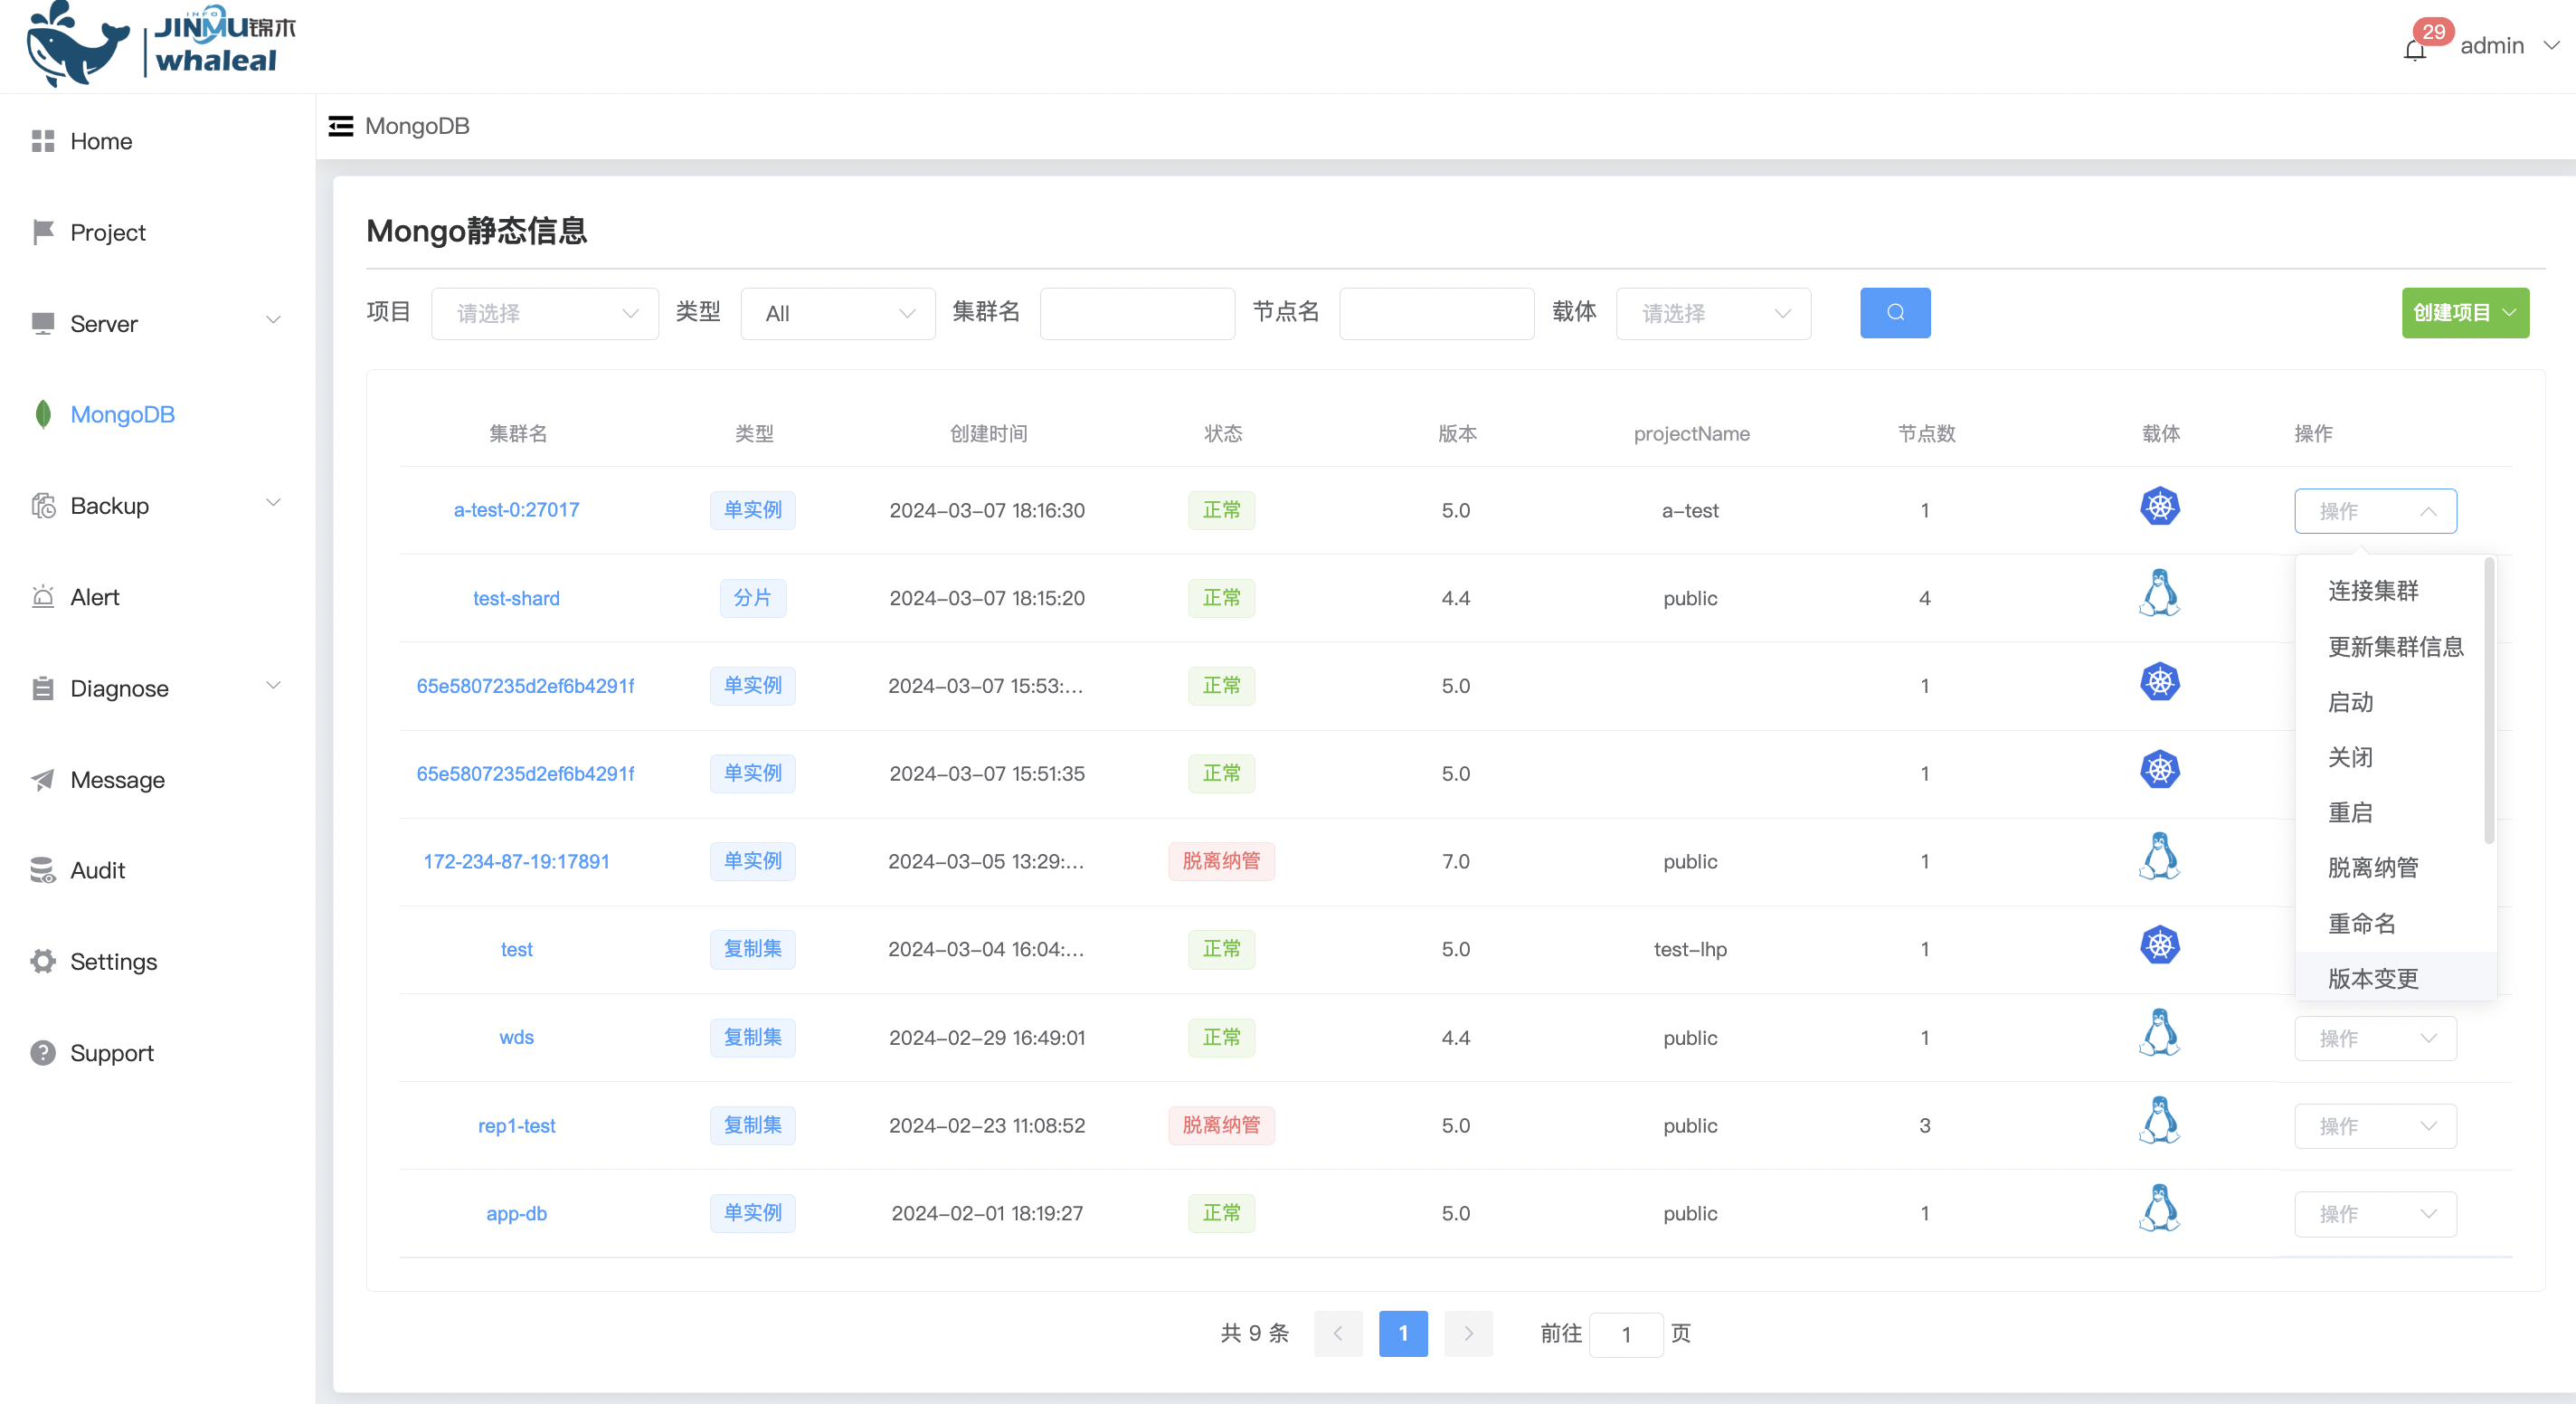 INFO
JINMU锦木
whaleal
29
admin
Home
Project
Server
MongoDB
Backup
Alert
Diagnose
Message
Audit
Settings
Support
MongoDB
Mongo静态信息
项目 请选择 类型 All 集群名 节点名 载体 请选择 创建项目
集群名 类型 创建时间 状态 版本 projectName 节点数 载体 操作
a-test-0:27017 单实例 2024-03-07 18:16:30 正常 5.0 a-test 1 操作
test-shard 分片 2024-03-07 18:15:20 正常 4.4 public 4
65e5807235d2ef6b4291f 单实例 2024-03-07 15:53:... 正常 5.0 1
65e5807235d2ef6b4291f 单实例 2024-03-07 15:51:35 正常 5.0 1
172-234-87-19:17891 单实例 2024-03-05 13:29:... 脱离纳管 7.0 public 1
test 复制集 2024-03-04 16:04:... 正常 5.0 test-lhp 1
wds 复制集 2024-02-29 16:49:01 正常 4.4 public 1 操作
rep1-test 复制集 2024-02-23 11:08:52 脱离纳管 5.0 public 3 操作
app-db 单实例 2024-02-01 18:19:27 正常 5.0 public 1 操作
连接集群
更新集群信息
启动
关闭
重启
脱离纳管
重命名
版本变更
共 9 条 1 前往 1 页